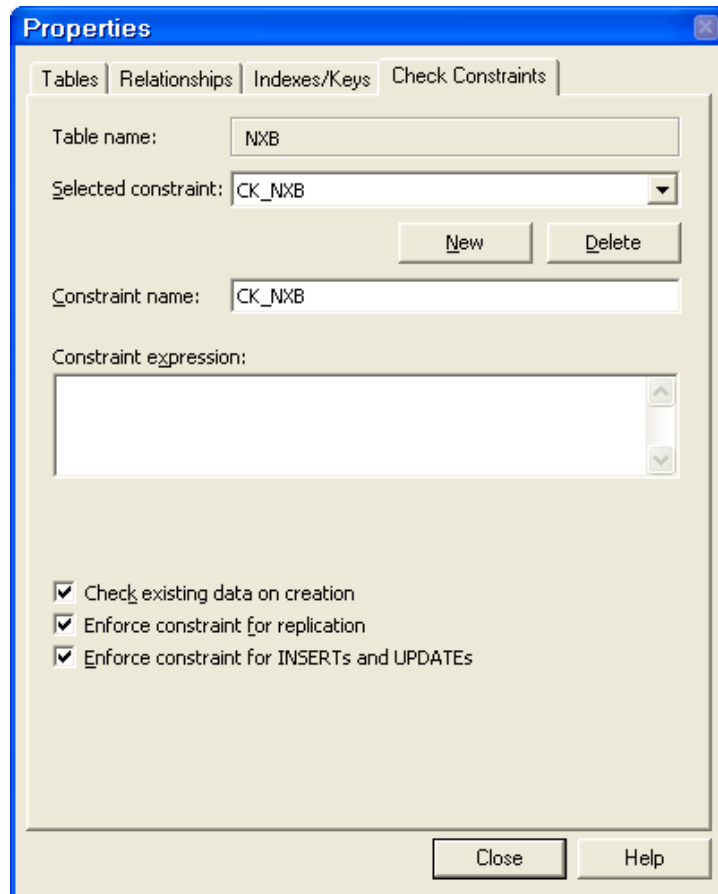 Properties
Tables Relationships Indexes/Keys Check Constraints
Table name: NXB
Selected constraint: CK_NXB
New Delete
Constraint name: CK_NXB
Constraint expression:
Check existing data on creation
Enforce constraint for replication
Enforce constraint for INSERTs and UPDATEs
Close Help